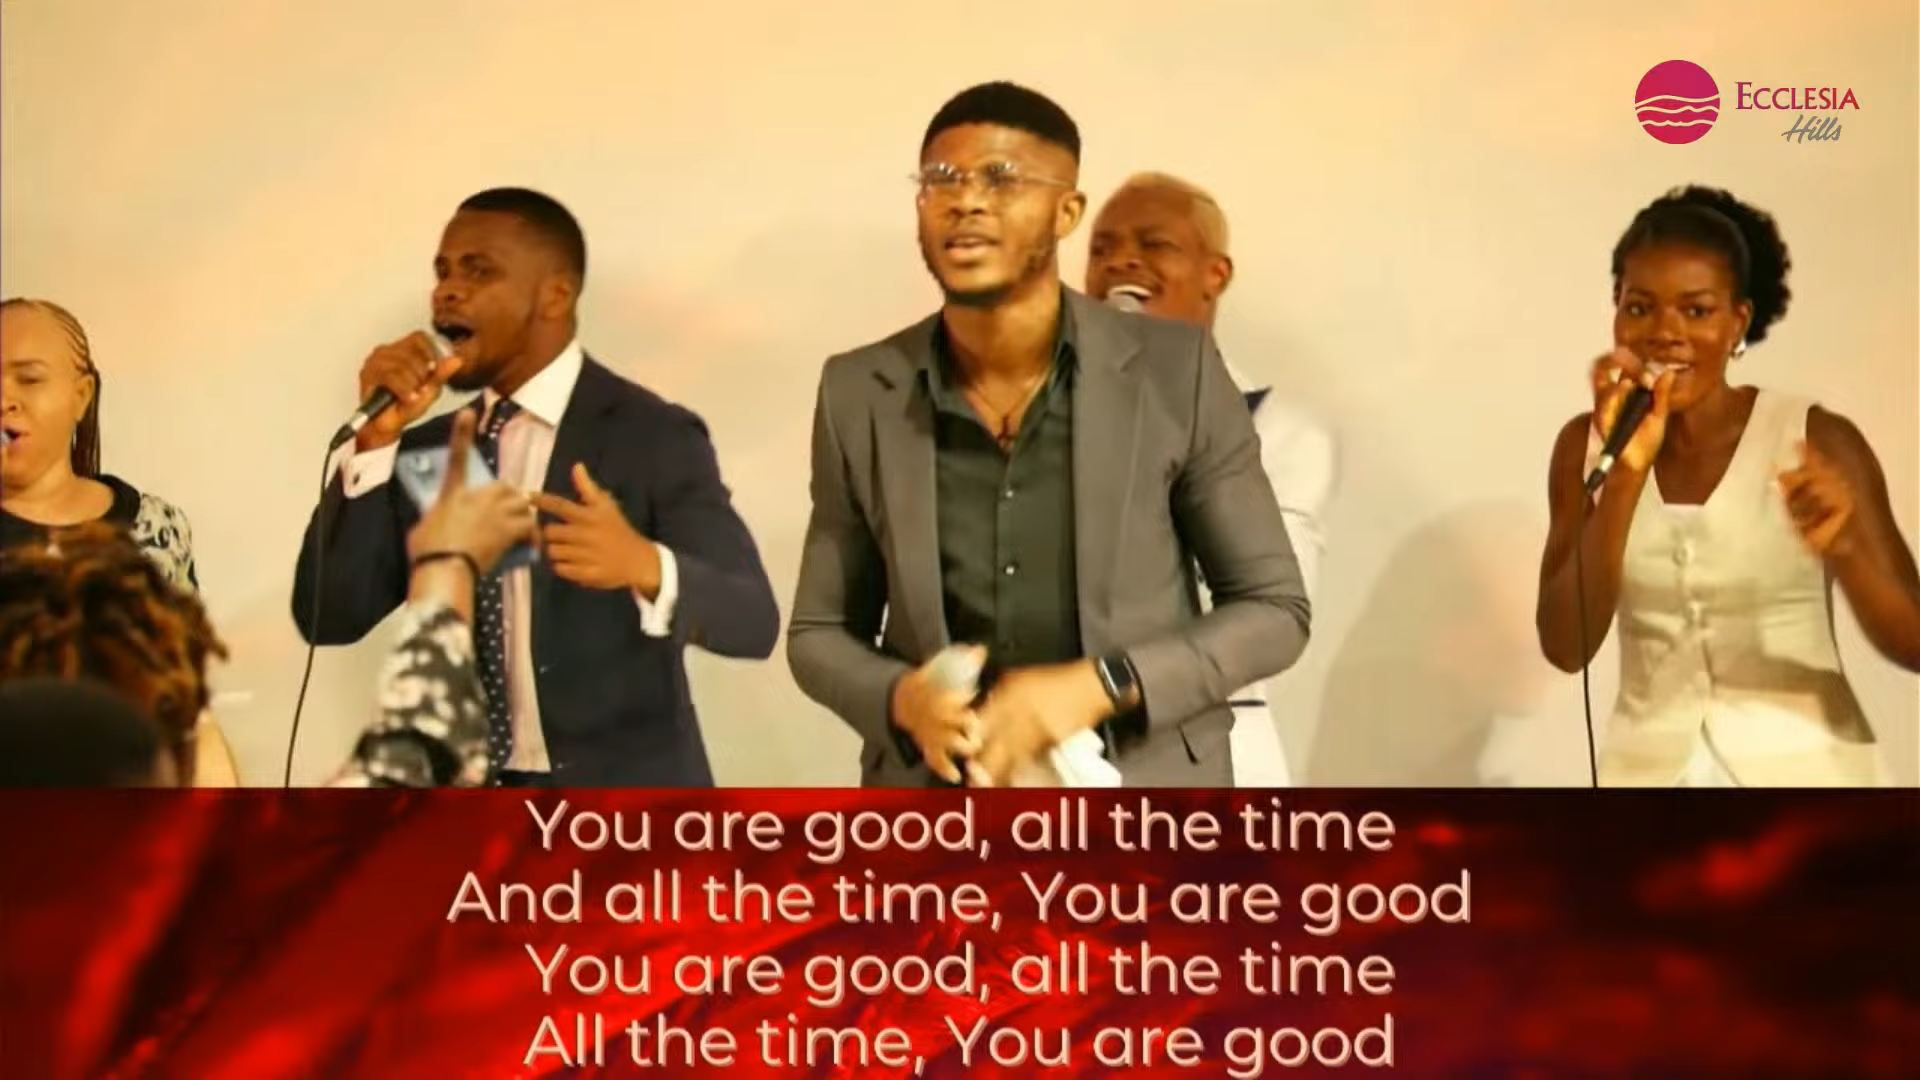 ECCLESIA
Hills
You are good, all the time
And all the time, You are good
You are good, all the time
All the time, You are good